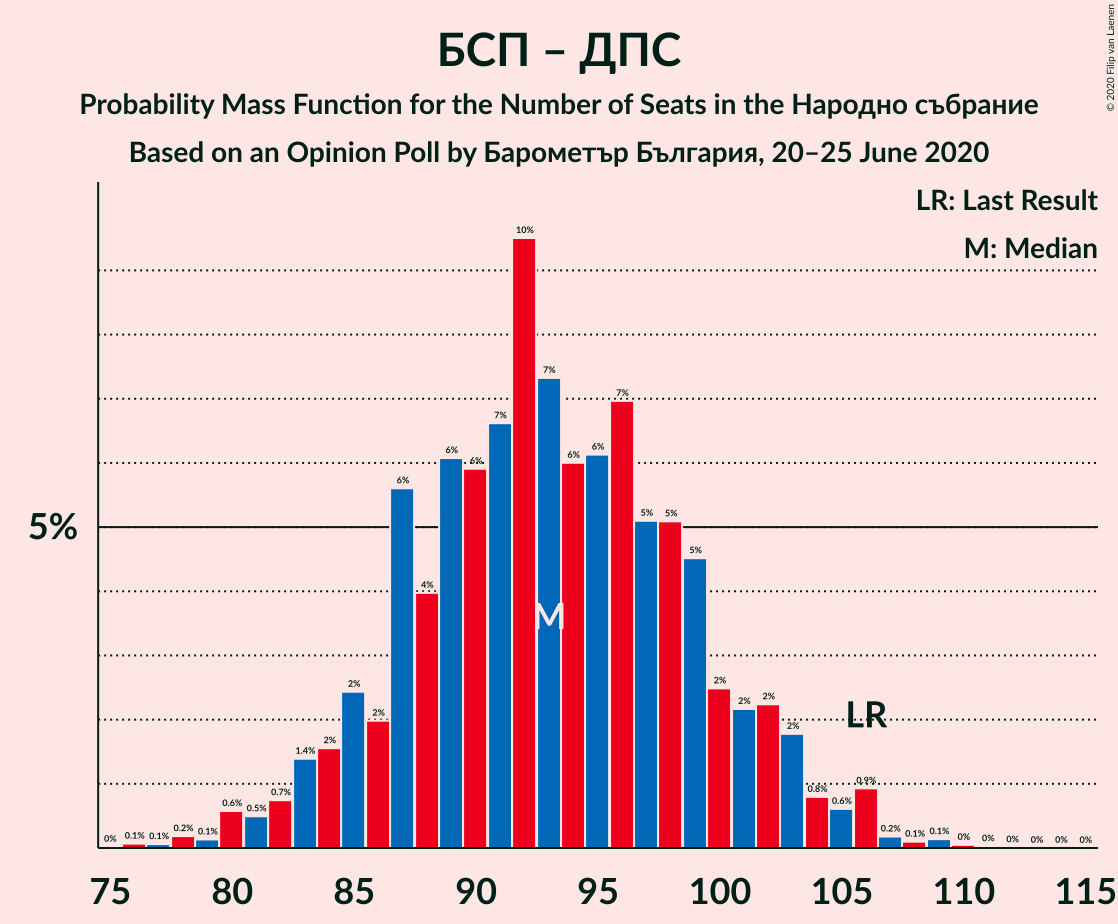 БСП – ДПС
Probability Mass Function for the Number of Seats in the Народно събрание
Based on an Opinion Poll by Барометър България, 20–25 June 2020
© 2020 Filip van Laenen
LR: Last Result
M: Median
5%
0% 0.1% 0.1% 0.2% 0.1% 0.6% 0.5% 0.7% 1.4% 2% 2% 2% 6% 4% 6% 6% 7% 10% 7% 6% 6% 7% 5% 5% 5% 2% 2% 2% 2% 0.8% 0.6% 0.9% 0.2% 0.1% 0.1% 0% 0% 0% 0% 0% 0%
M
LR
75 80 85 90 95 100 105 110 115